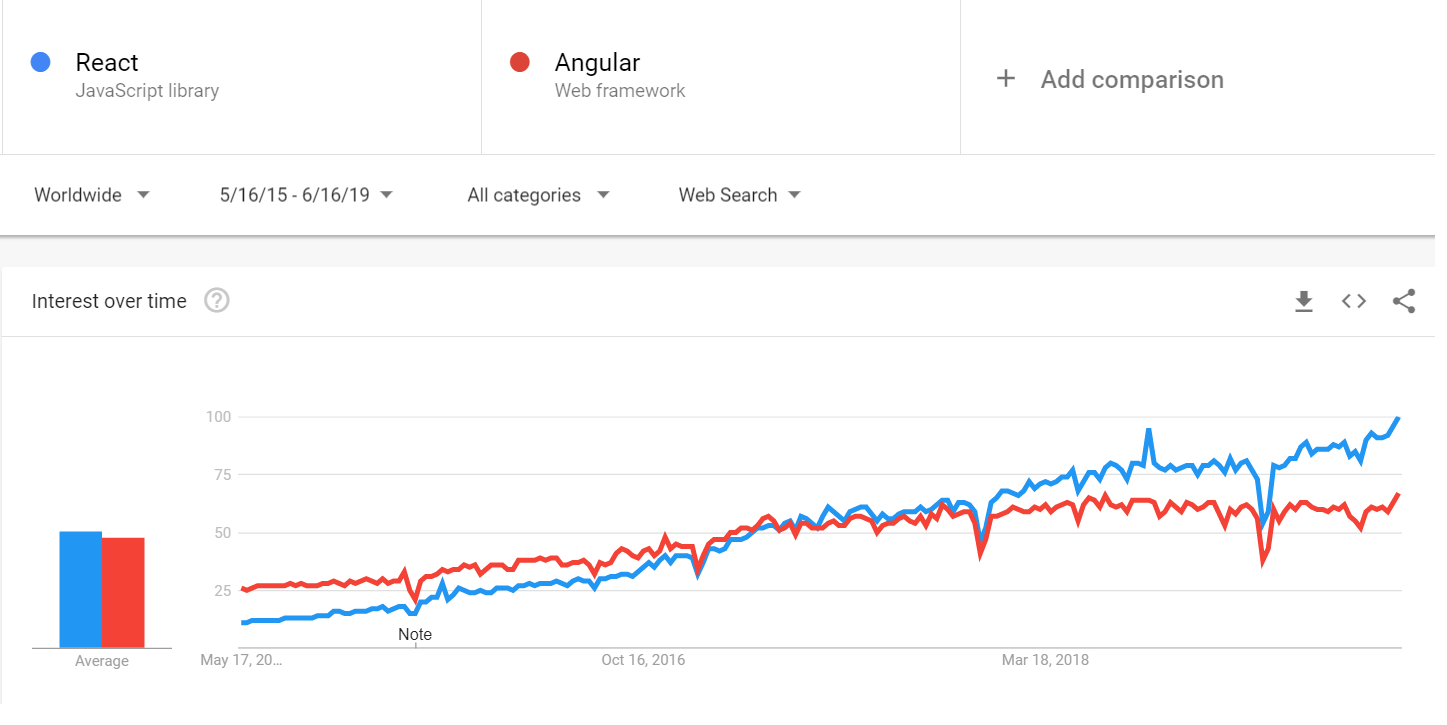 React
JavaScript library
Angular
Web framework
+ Add comparison
Worldwide
5/16/15 - 6/16/19
All categories
Web Search
Interest over time ?
100
75
50
25
Note
Average
May 17, 20...
Oct 16, 2016
Mar 18, 2018